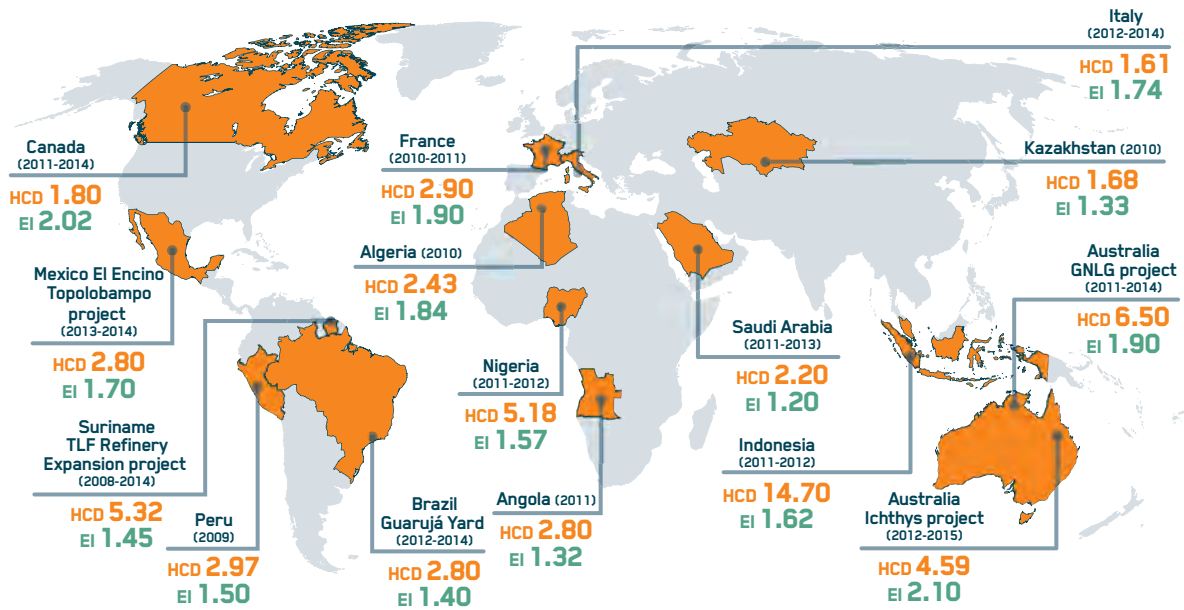 Italy
(2012-2014)
HCD 1.61
EI 1.74
Canada
(2011-2014)
HCD 1.80
EI 2.02
France
(2010-2011)
HCD 2.90
EI 1.90
Kazakhstan (2010)
HCD 1.68
EI 1.33
Algeria (2010)
HCD 2.43
EI 1.84
Mexico El Encino
Topolobampo
project
(2013-2014)
HCD 2.80
EI 1.70
Australia
GNLG project
(2011-2014)
HCD 6.50
EI 1.90
Saudi Arabia
(2011-2013)
HCD 2.20
EI 1.20
Nigeria
(2011-2012)
HCD 5.18
EI 1.57
Suriname
TLF Refinery
Expansion project
(2008-2014)
HCD 5.32
EI 1.45
Indonesia
(2011-2012)
HCD 14.70
EI 1.62
Peru
(2009)
HCD 2.97
EI 1.50
Brazil
Guarujá Yard
(2012-2014)
HCD 2.80
EI 1.40
Angola (2011)
HCD 2.80
EI 1.32
Australia
Ichthys project
(2012-2015)
HCD 4.59
EI 2.10